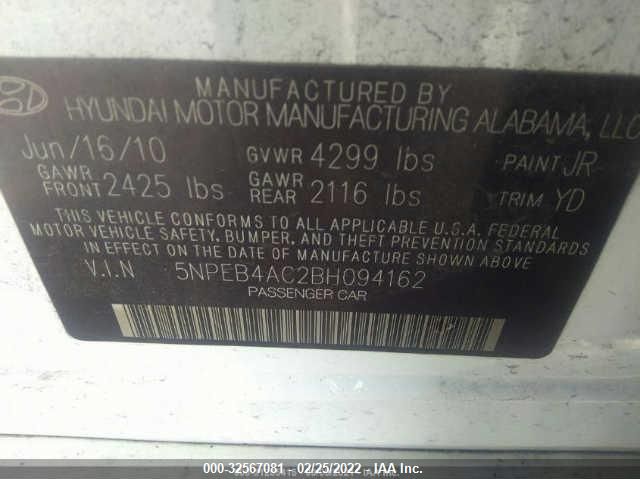 MANUFACTURED BY
HYUNDAI MOTOR MANUFACTURING ALABAMA, LLC
Jun/16/10 GVWR 4299 lbs PAINT JR
GAWR FRONT 2425 lbs GAWR REAR 2116 lbs TRIM YD
THIS VEHICLE CONFORMS TO ALL APPLICABLE U.S.A. FEDERAL
MOTOR VEHICLE SAFETY, BUMPER, AND THEFT PREVENTION STANDARDS
IN EFFECT ON THE DATE OF MANUFACTURE SHOWN ABOVE
V.I.N 5NPEB4AC2BH094162
PASSENGER CAR
000-32567081 - 02/25/2022 - IAA Inc.